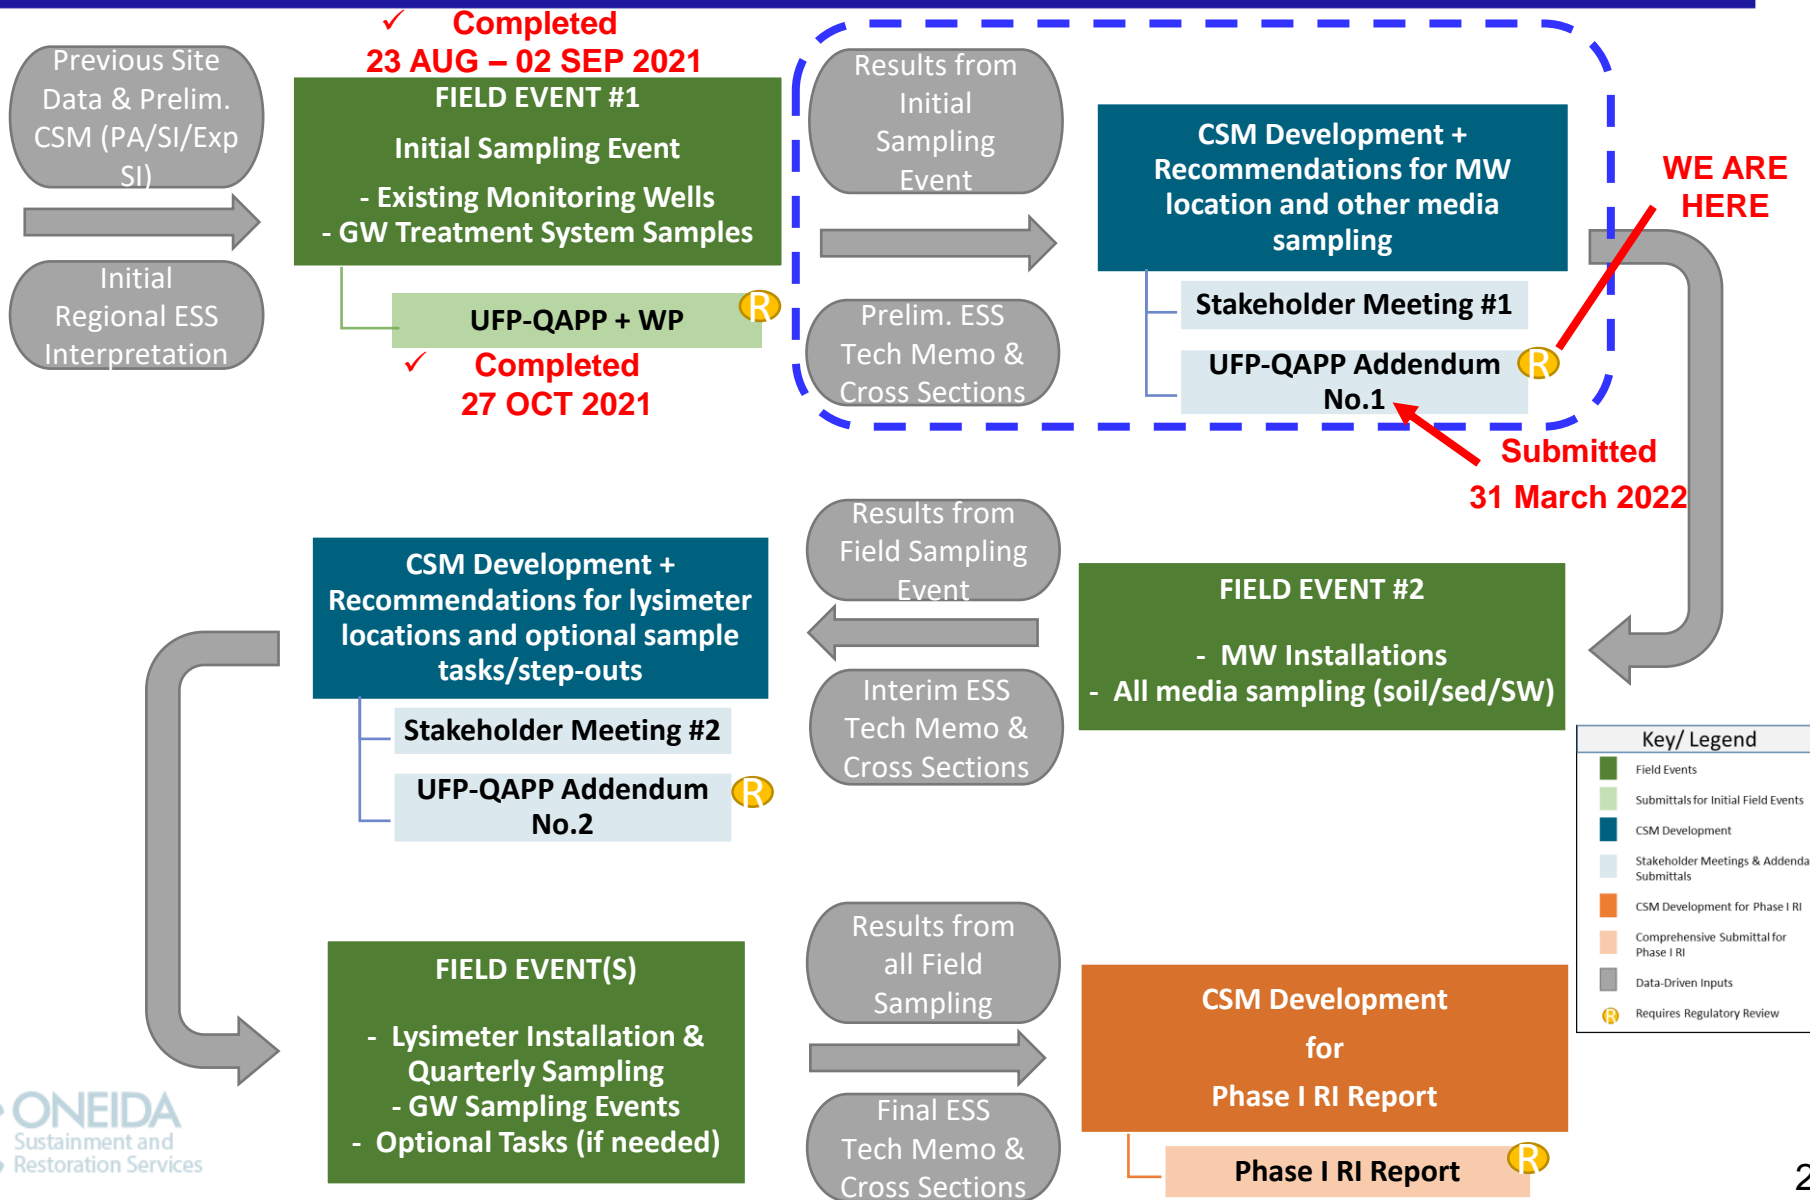 ✓ Completed
23 AUG – 02 SEP 2021
Previous Site
Data & Prelim.
CSM (PA/SI/Exp
SI)
Initial
Regional ESS
Interpretation
FIELD EVENT #1
Initial Sampling Event
- Existing Monitoring Wells
- GW Treatment System Samples
UFP-QAPP + WP
R
✓ Completed
27 OCT 2021
Results from
Initial
Sampling
Event
Prelim. ESS
Tech Memo &
Cross Sections
CSM Development +
Recommendations for MW
location and other media
sampling
Stakeholder Meeting #1
UFP-QAPP Addendum
No.1
R
WE ARE
HERE
Submitted
31 March 2022
FIELD EVENT #2
- MW Installations
- All media sampling (soil/sed/SW)
Results from
Field Sampling
Event
Interim ESS
Tech Memo &
Cross Sections
CSM Development +
Recommendations for lysimeter
locations and optional sample
tasks/step-outs
Stakeholder Meeting #2
UFP-QAPP Addendum
No.2
R
FIELD EVENT(S)
- Lysimeter Installation &
Quarterly Sampling
- GW Sampling Events
- Optional Tasks (if needed)
Results from
all Field
Sampling
Final ESS
Tech Memo &
Cross Sections
CSM Development
for
Phase I RI Report
Phase I RI Report
R
Key/ Legend
Field Events
Submittals for Initial Field Events
CSM Development
Stakeholder Meetings & Addenda
Submittals
CSM Development for Phase I RI
Comprehensive Submittal for
Phase I RI
Data-Driven Inputs
R Requires Regulatory Review
ONEIDA
Sustainment and
Restoration Services
2